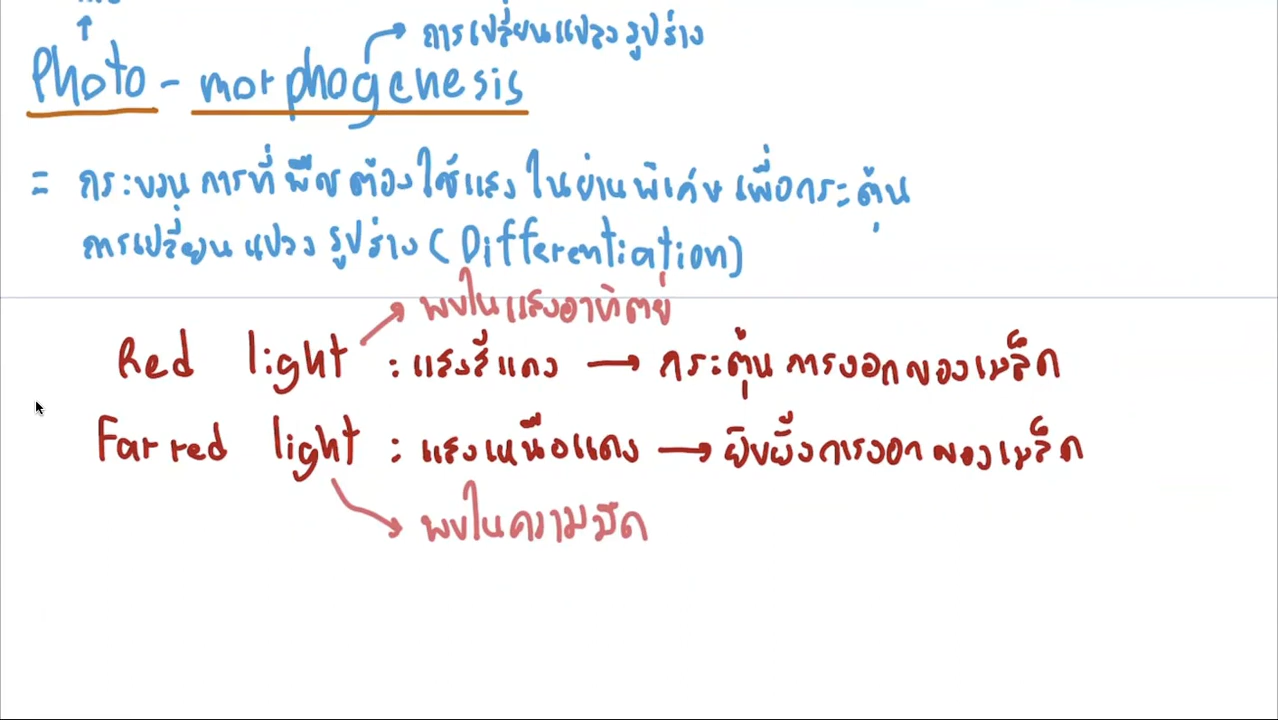 การเปลี่ยนแปลงรูปร่าง
Photo - morphogenesis
= กระบวนการที่พืชต้องใช้แสงในย่านพิเศษเพื่อกระตุ้น
การเปลี่ยนแปลงรูปร่าง (Differentiation)
พบในแสงอาทิตย์
Red light : แสงสีแดง → กระตุ้นการงอกของเมล็ด
Far red light : แสงเหนือแดง → ยับยั้งการงอกของเมล็ด
พบในความมืด